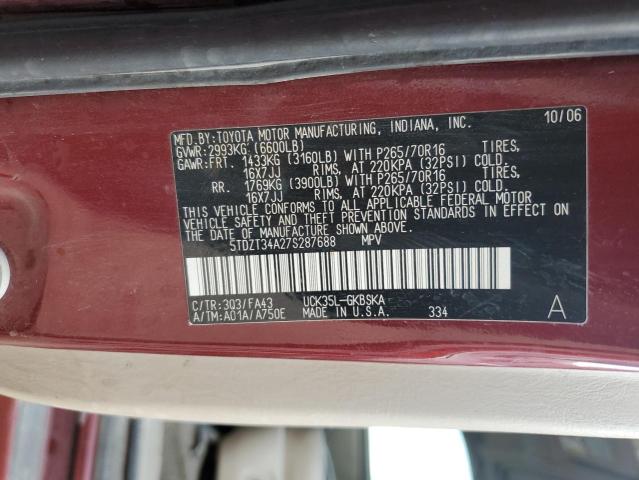 MFD.BY:TOYOTA MOTOR MANUFACTURING, INDIANA, INC. 10/06
GVWR:2993KG (6600LB)
GAWR:FRT. 1433KG (3160LB) WITH P265/70R16 TIRES,
16X7JJ RIMS, AT 220KPA (32PSI) COLD.
RR. 1769KG (3900LB) WITH P265/70R16 TIRES,
16X7JJ RIMS, AT 220KPA (32PSI) COLD.
THIS VEHICLE CONFORMS TO ALL APPLICABLE FEDERAL MOTOR
VEHICLE SAFETY AND THEFT PREVENTION STANDARDS IN EFFECT
ON THE DATE OF MANUFACTURE SHOWN ABOVE.
5TDZT34A27S287688 MPV
C/TR:3Q3/FA43 UCK35L-GKBSKA
A/TM:A01A/A750E MADE IN U.S.A. 334 A